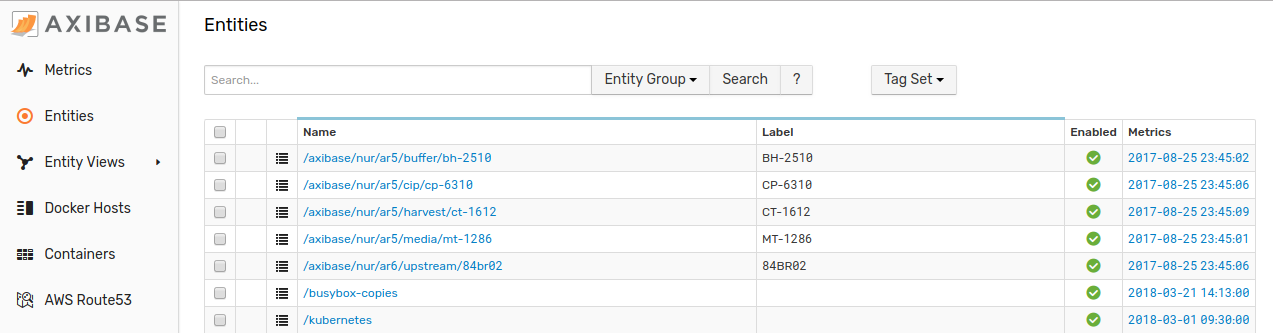 AXIBASE
Metrics
Entities
Entity Views
Docker Hosts
Containers
AWS Route53
Entities
Search... Entity Group Search ? Tag Set
Name Label Enabled Metrics
/axibase/nur/ar5/buffer/bh-2510 BH-2510 2017-08-25 23:45:02
/axibase/nur/ar5/cip/cp-6310 CP-6310 2017-08-25 23:45:06
/axibase/nur/ar5/harvest/ct-1612 CT-1612 2017-08-25 23:45:09
/axibase/nur/ar5/media/mt-1286 MT-1286 2017-08-25 23:45:01
/axibase/nur/ar6/upstream/84br02 84BR02 2017-08-25 23:45:06
/busybox-copies 2018-03-21 14:13:00
/kubernetes 2018-03-01 09:30:00